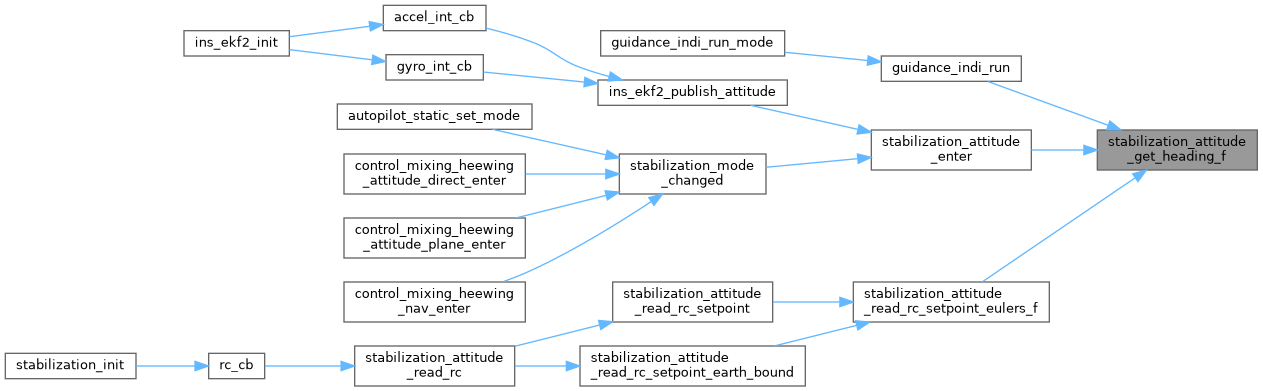 accel_int_cb
ins_ekf2_init
guidance_indi_run_mode
gyro_int_cb
guidance_indi_run
ins_ekf2_publish_attitude
autopilot_static_set_mode
stabilization_attitude
_get_heading_f
stabilization_attitude
_enter
control_mixing_heewing
_attitude_direct_enter
stabilization_mode
_changed
control_mixing_heewing
_attitude_plane_enter
control_mixing_heewing
_nav_enter
stabilization_attitude
_read_rc_setpoint
stabilization_attitude
_read_rc_setpoint_eulers_f
stabilization_init
rc_cb
stabilization_attitude
_read_rc
stabilization_attitude
_read_rc_setpoint_earth_bound